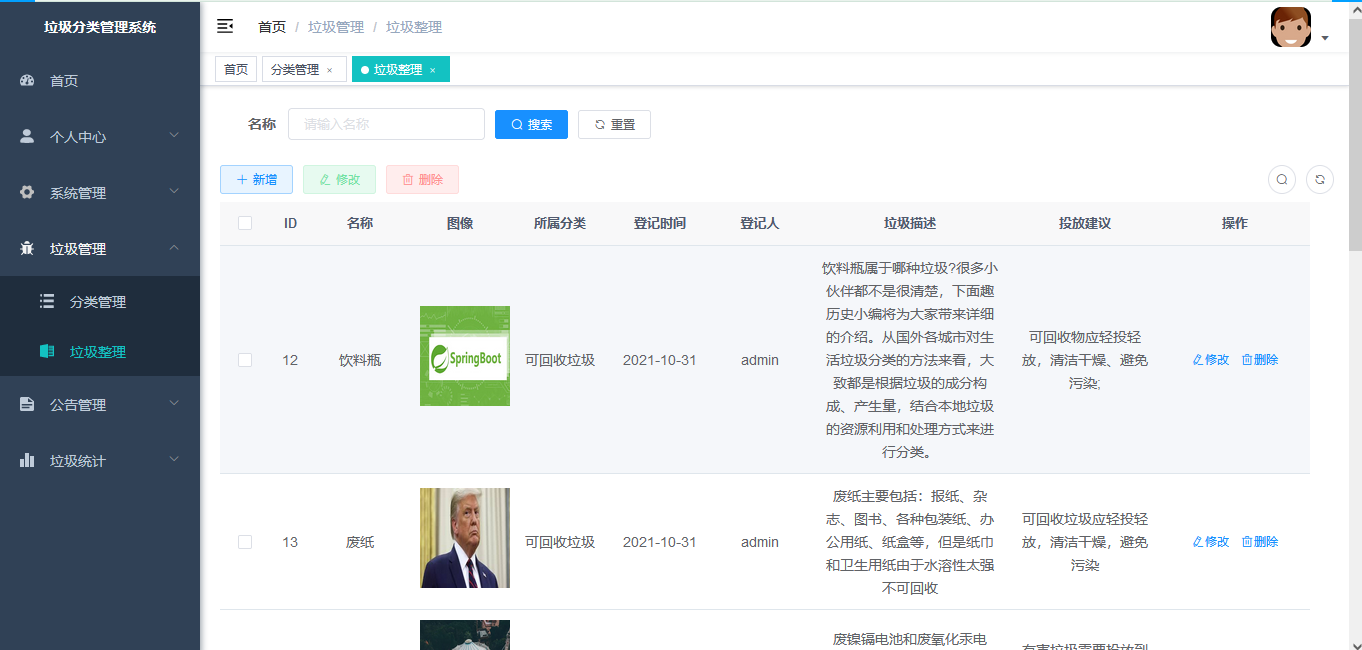 垃圾分类管理系统
首页 / 垃圾管理 / 垃圾整理
首页 分类管理 × 垃圾整理 ×
首页
个人中心
系统管理
垃圾管理
分类管理
垃圾整理
公告管理
垃圾统计
名称 请输入名称 搜索 重置
新增 修改 删除
ID 名称 图像 所属分类 登记时间 登记人 垃圾描述 投放建议 操作
12 饮料瓶 SpringBoot 可回收垃圾 2021-10-31 admin
饮料瓶属于哪种垃圾?很多小
伙伴都不是很清楚，下面趣
历史小编将为大家带来详细
的介绍。从国外各城市对生
活垃圾分类的方法来看，大
致都是根据垃圾的成分构
成、产生量，结合本地垃圾
的资源利用和处理方式来进
行分类。
可回收物应轻投轻
放，清洁干燥、避免
污染;
修改 删除
13 废纸 可回收垃圾 2021-10-31 admin
废纸主要包括：报纸、杂
志、图书、各种包装纸、办
公用纸、纸盒等，但是纸巾
和卫生用纸由于水溶性太强
不可回收
可回收垃圾应轻投轻
放，清洁干燥，避免
污染
修改 删除
废镍镉电池和废氧化汞电
有害垃圾需要投放到